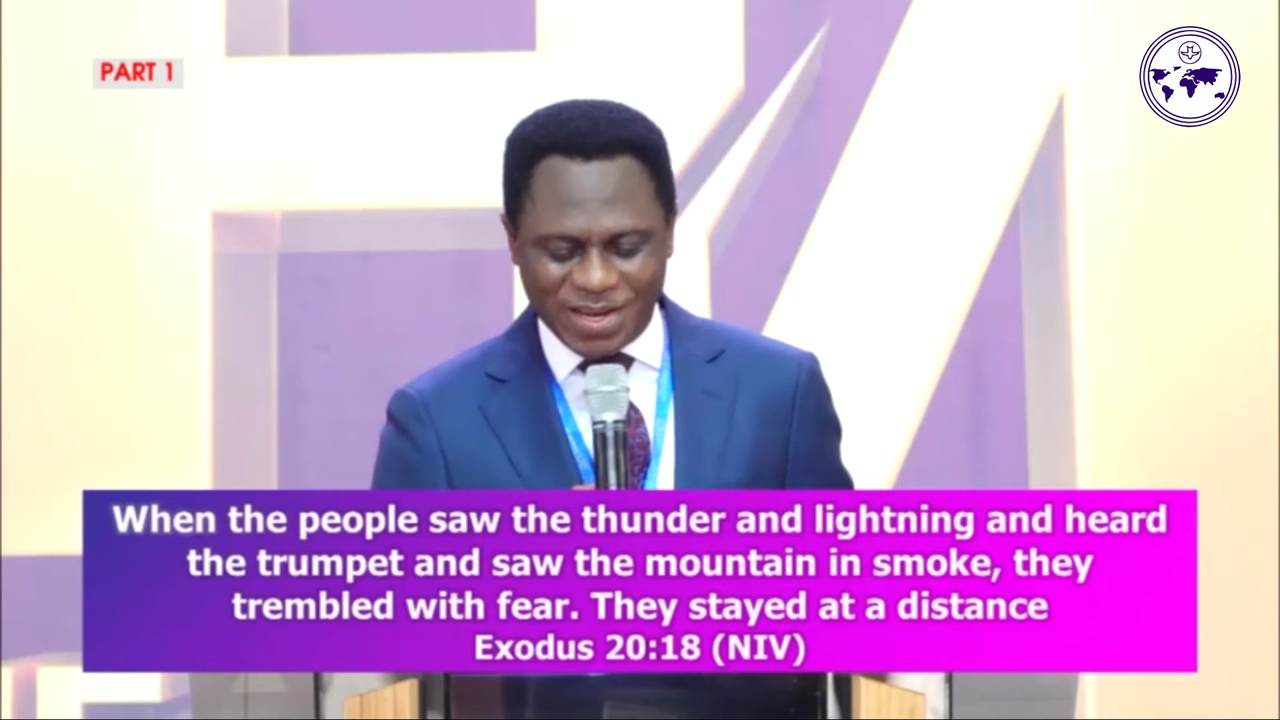 PART 1
When the people saw the thunder and lightning and heard
the trumpet and saw the mountain in smoke, they
trembled with fear. They stayed at a distance
Exodus 20:18 (NIV)